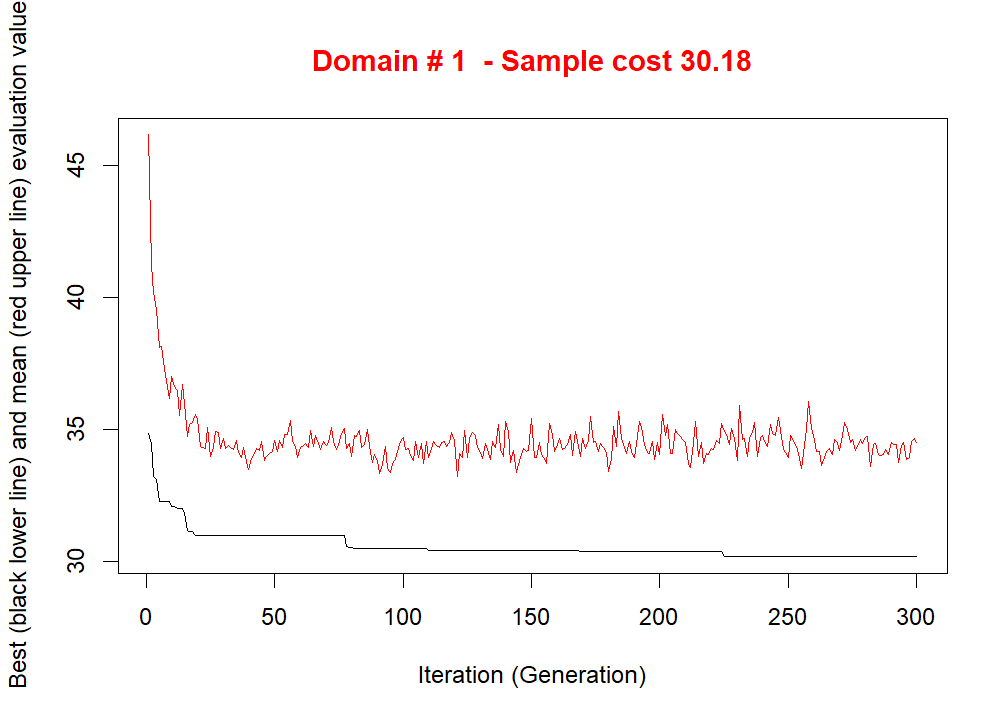 Domain # 1  - Sample cost 30.18
Best (black lower line) and mean (red upper line) evaluation value
45
40
35
30
0 50 100 150 200 250 300
Iteration (Generation)